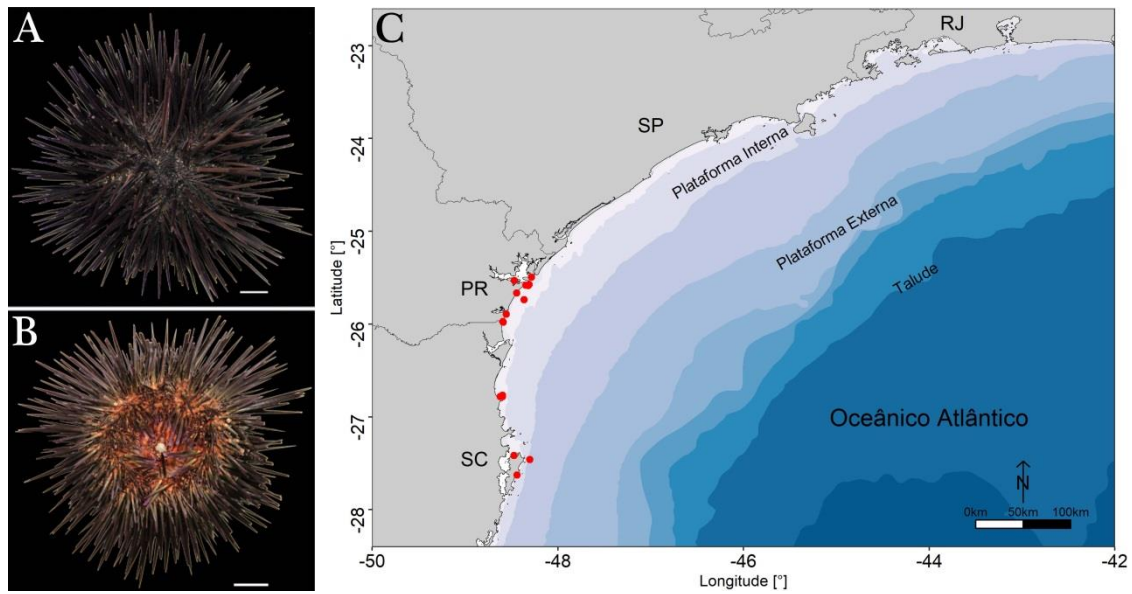 A
B
C
RJ
SP
PR
SC
Plataforma Interna
Plataforma Externa
Talude
Oceânico Atlântico
N
0km 50km 100km
-23
-24
-25
-26
-27
-28
Latitude [°]
-50 -48 -46 -44 -42
Longitude [°]